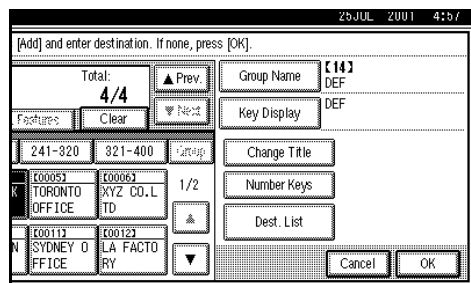 25JUL 2001 4:57
[Add] and enter destination. If none, press [OK].
Total:
4/4
▲ Prev.
▼ Next
Features
Clear
241-320
321-400
Group
K
[0005]
TORONTO
OFFICE
[0006]
XYZ CO.L
TD
1/2
N
[0011]
SYDNEY O
FFICE
[0012]
LA FACTO
RY
▲
▼
Group Name
【14】
DEF
Key Display
DEF
Change Title
Number Keys
Dest. List
Cancel
OK